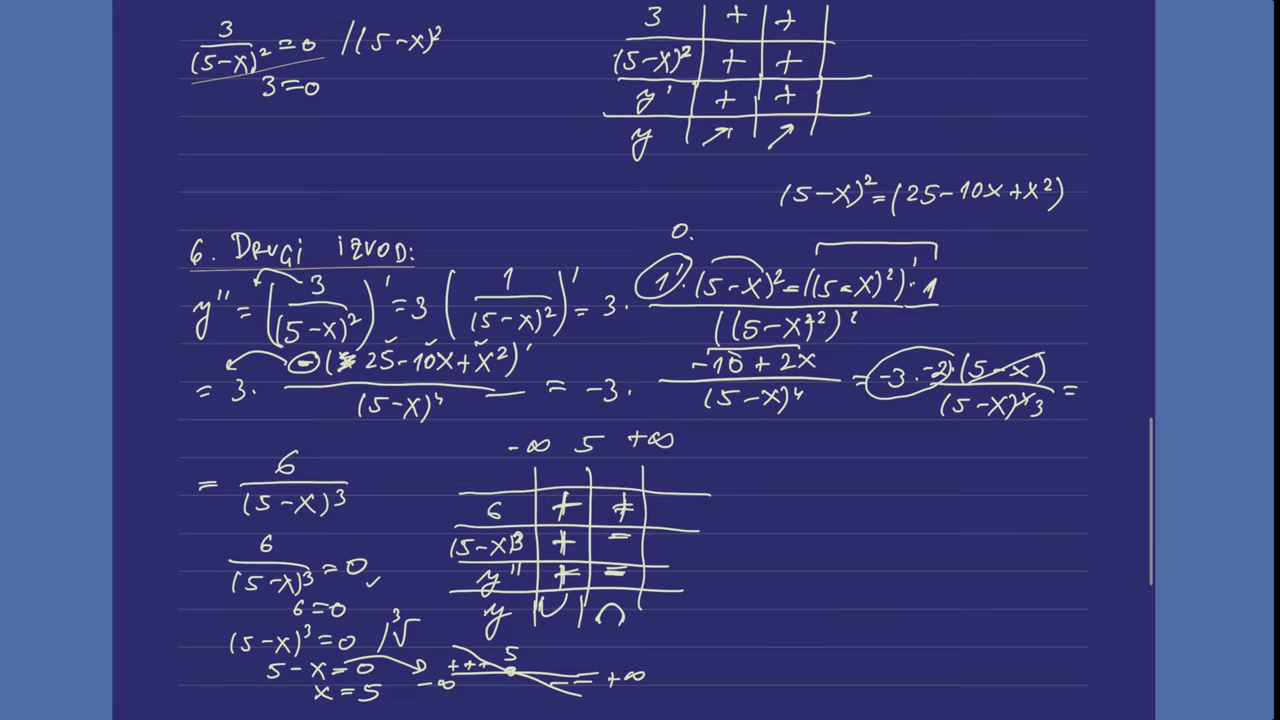 3/(5-x)² = 0 /(5-x)²
3=0
3 | + | +
(5-x)² | + | +
y' | + | +
y | ↗ | ↗
(5-x)² = (25-10x+x²)
6. DRUGI IZVOD:
0.
y'' = (3/(5-x)²)' = 3(1/(5-x)²)' = 3 · (1'·(5-x)² - ((5-x)²)'·1)/((5-x)²)²
= 3 · -(25-10x+x²)'/(5-x)⁴ = -3 · (-10+2x)/(5-x)⁴ = -3·-2·(5-x)/(5-x)⁴ 3 =
-∞ 5 +∞
= 6/(5-x)³
6 | + | +
(5-x)3 | + | -
y'' | + | -
y | ∪ | ∩
6/(5-x)³ = 0
6=0
(5-x)³ = 0 /³√
5-x=0
x=5
+++ 5 - -
-∞ +∞